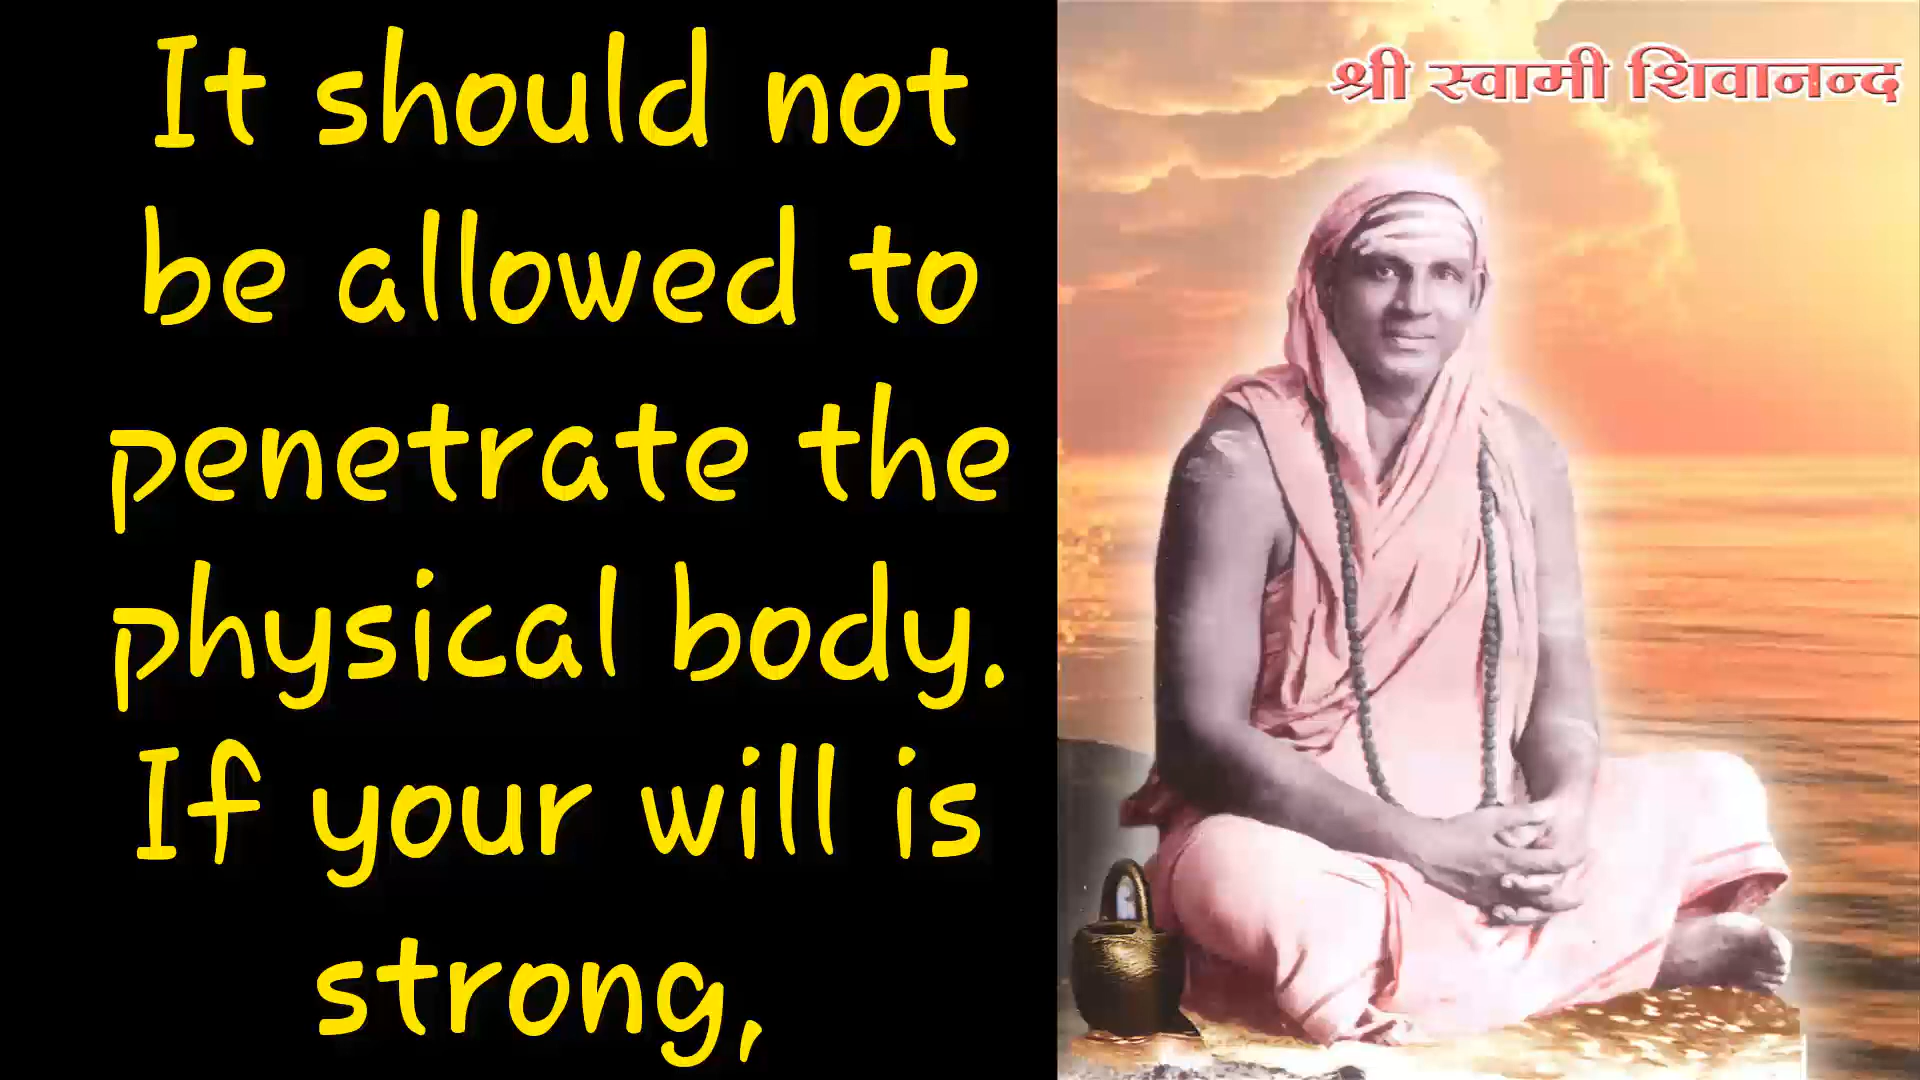 It should not
be allowed to
penetrate the
physical body.
If your will is
strong,
श्री स्वामी शिवानन्द